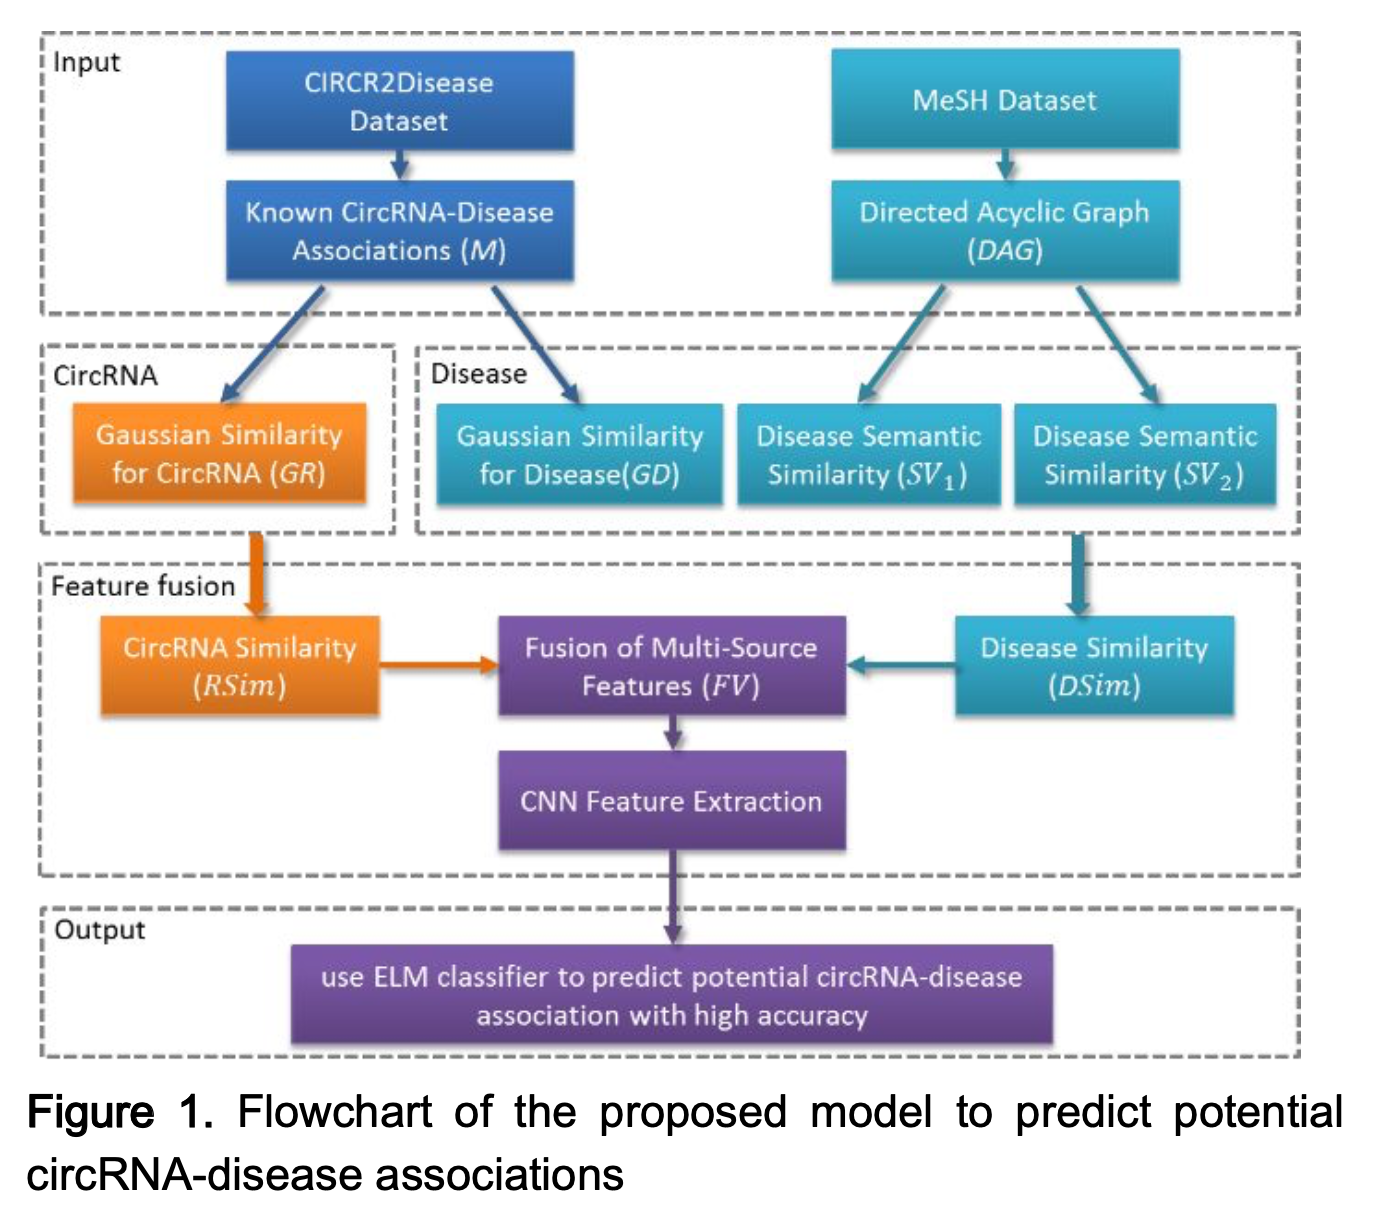 Input
CIRCR2Disease
Dataset
MeSH Dataset
Known CircRNA-Disease
Associations (M)
Directed Acyclic Graph
(DAG)
CircRNA
Gaussian Similarity
for CircRNA (GR)
Disease
Gaussian Similarity
for Disease(GD)
Disease Semantic
Similarity (SV₁)
Disease Semantic
Similarity (SV₂)
Feature fusion
CircRNA Similarity
(RSim)
Fusion of Multi-Source
Features (FV)
Disease Similarity
(DSim)
CNN Feature Extraction
Output
use ELM classifier to predict potential circRNA-disease
association with high accuracy
Figure 1. Flowchart of the proposed model to predict potential
circRNA-disease associations